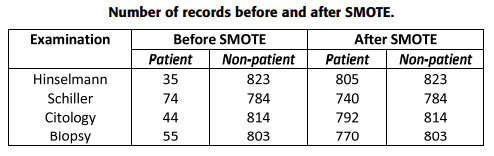 Number of records before and after SMOTE.
Examination Before SMOTE After SMOTE
Patient Non-patient Patient Non-patient
Hinselmann 35 823 805 823
Schiller 74 784 740 784
Citology 44 814 792 814
Biopsy 55 803 770 803